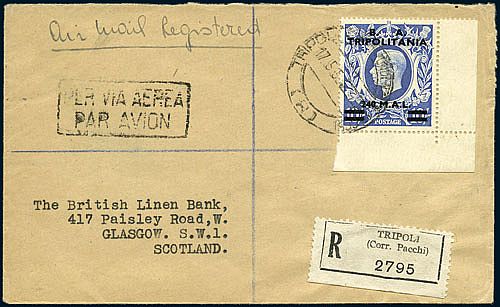 Air Mail Registered
PER VIA AEREA
PAR AVION
TRIPOL
B. A.
TRIPOLITANIA
240 M.A.L.
POSTAGE
The British Linen Bank,
417 Paisley Road, W.
GLASGOW. S.W.1.
SCOTLAND.
R
TRIPOLI
(Corr. Pacchi)
2795